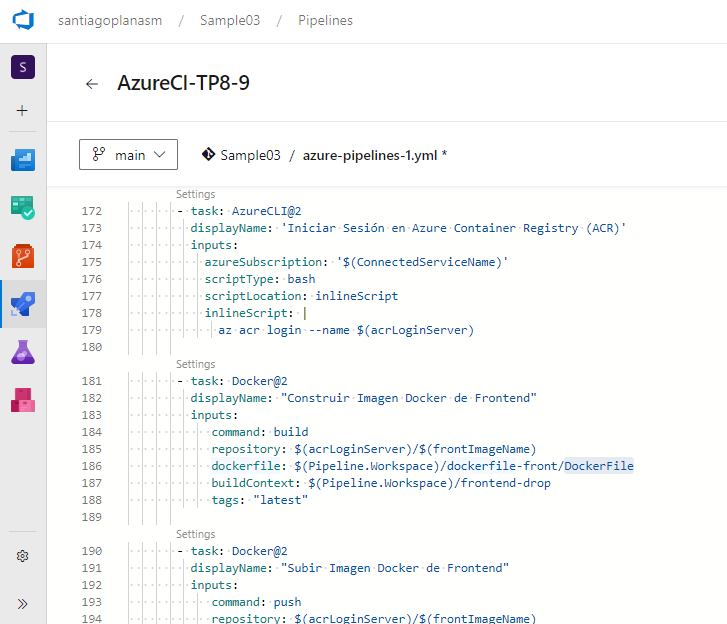 santiagoplanasm / Sample03 / Pipelines
S
AzureCI-TP8-9
main
Sample03 / azure-pipelines-1.yml *
Settings
172 - task: AzureCLI@2
173 displayName: 'Iniciar Sesión en Azure Container Registry (ACR)'
174 inputs:
175 azureSubscription: '$(ConnectedServiceName)'
176 scriptType: bash
177 scriptLocation: inlineScript
178 inlineScript: |
179 az acr login --name $(acrLoginServer)
180
Settings
181 - task: Docker@2
182 displayName: "Construir Imagen Docker de Frontend"
183 inputs:
184 command: build
185 repository: $(acrLoginServer)/$(frontImageName)
186 dockerfile: $(Pipeline.Workspace)/dockerfile-front/DockerFile
187 buildContext: $(Pipeline.Workspace)/frontend-drop
188 tags: "latest"
189
Settings
190 - task: Docker@2
191 displayName: "Subir Imagen Docker de Frontend"
192 inputs:
193 command: push
194 repository: $(acrLoginServer)/$(frontImageName)